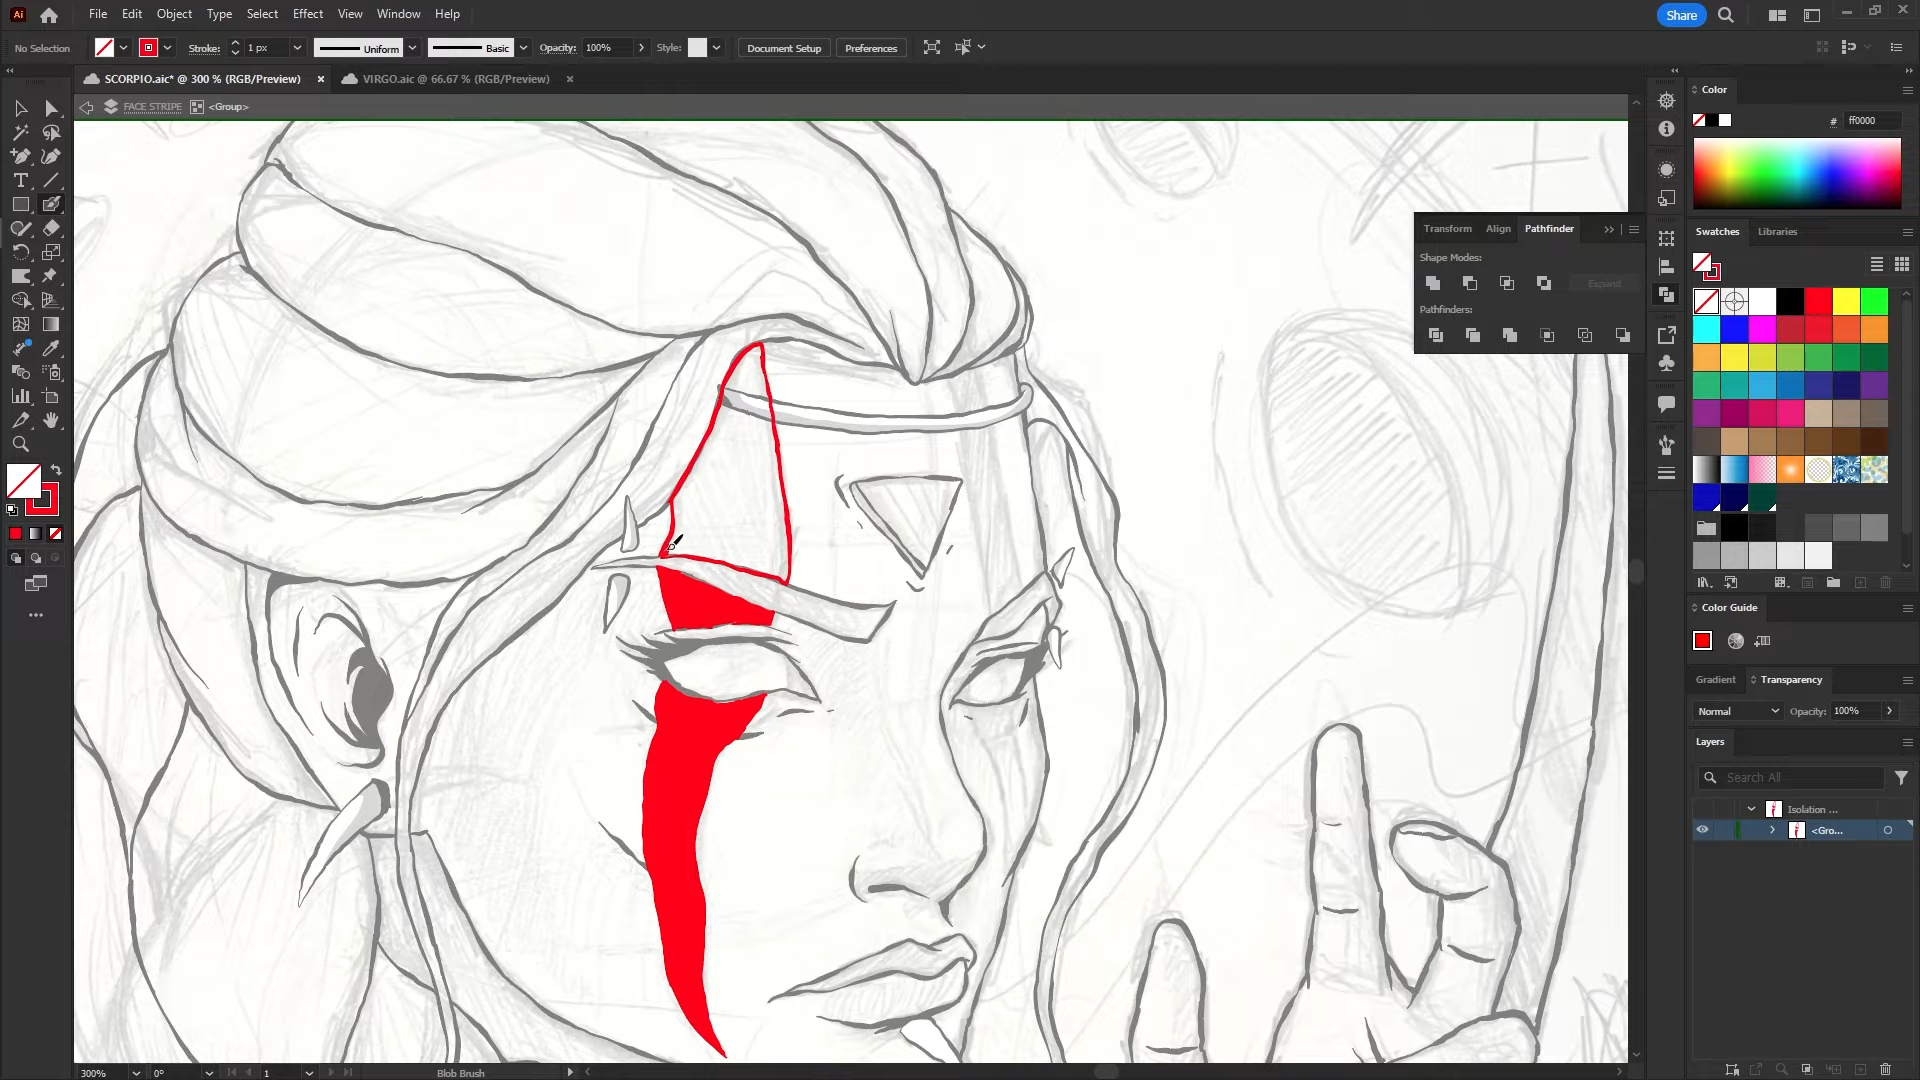 Ai File Edit Object Type Select Effect View Window Help Share
No Selection Stroke: 1 px Uniform Basic Opacity: 100% Style: Document Setup Preferences
SCORPIO.aic* @ 300 % (RGB/Preview) × VIRGO.aic @ 66.67 % (RGB/Preview) ×
FACE STRIPE <Group>
Color
# ff0000
Transform Align Pathfinder
Shape Modes:
Expand
Pathfinders:
Swatches Libraries
Color Guide
Gradient Transparency
Normal Opacity: 100%
Layers
Search All
Isolation ...
<Gro...
300% 0° 1 Blob Brush